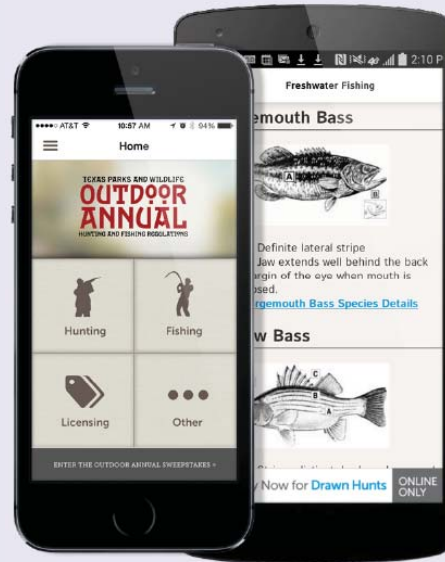 AT&T 10:57 AM 94%
Home
TEXAS PARKS AND WILDLIFE
OUTDOOR
ANNUAL
HUNTING AND FISHING REGULATIONS
Hunting
Fishing
Licensing
Other
ENTER THE OUTDOOR ANNUAL SWEEPSTAKES >
2:10 P
Freshwater Fishing
emouth Bass
A
B
Definite lateral stripe
Jaw extends well behind the back
argin of the eye when mouth is
osed.
rgemouth Bass Species Details
w Bass
C
B
A
y Now for Drawn Hunts
ONLINE
ONLY